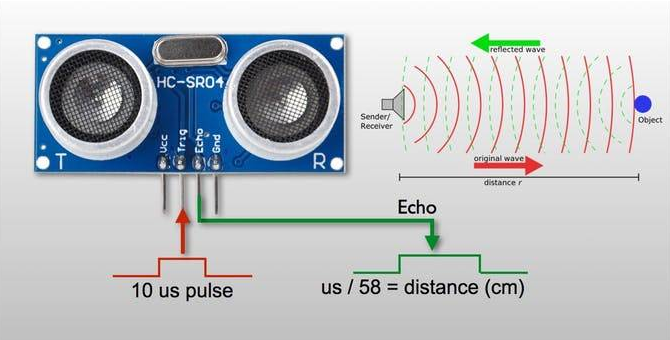 HC-SR04
Vcc
Trig
Echo
Gnd
T
R
reflected wave
Sender/
Receiver
Object
original wave
distance r
Echo
10 us pulse
us / 58 = distance (cm)